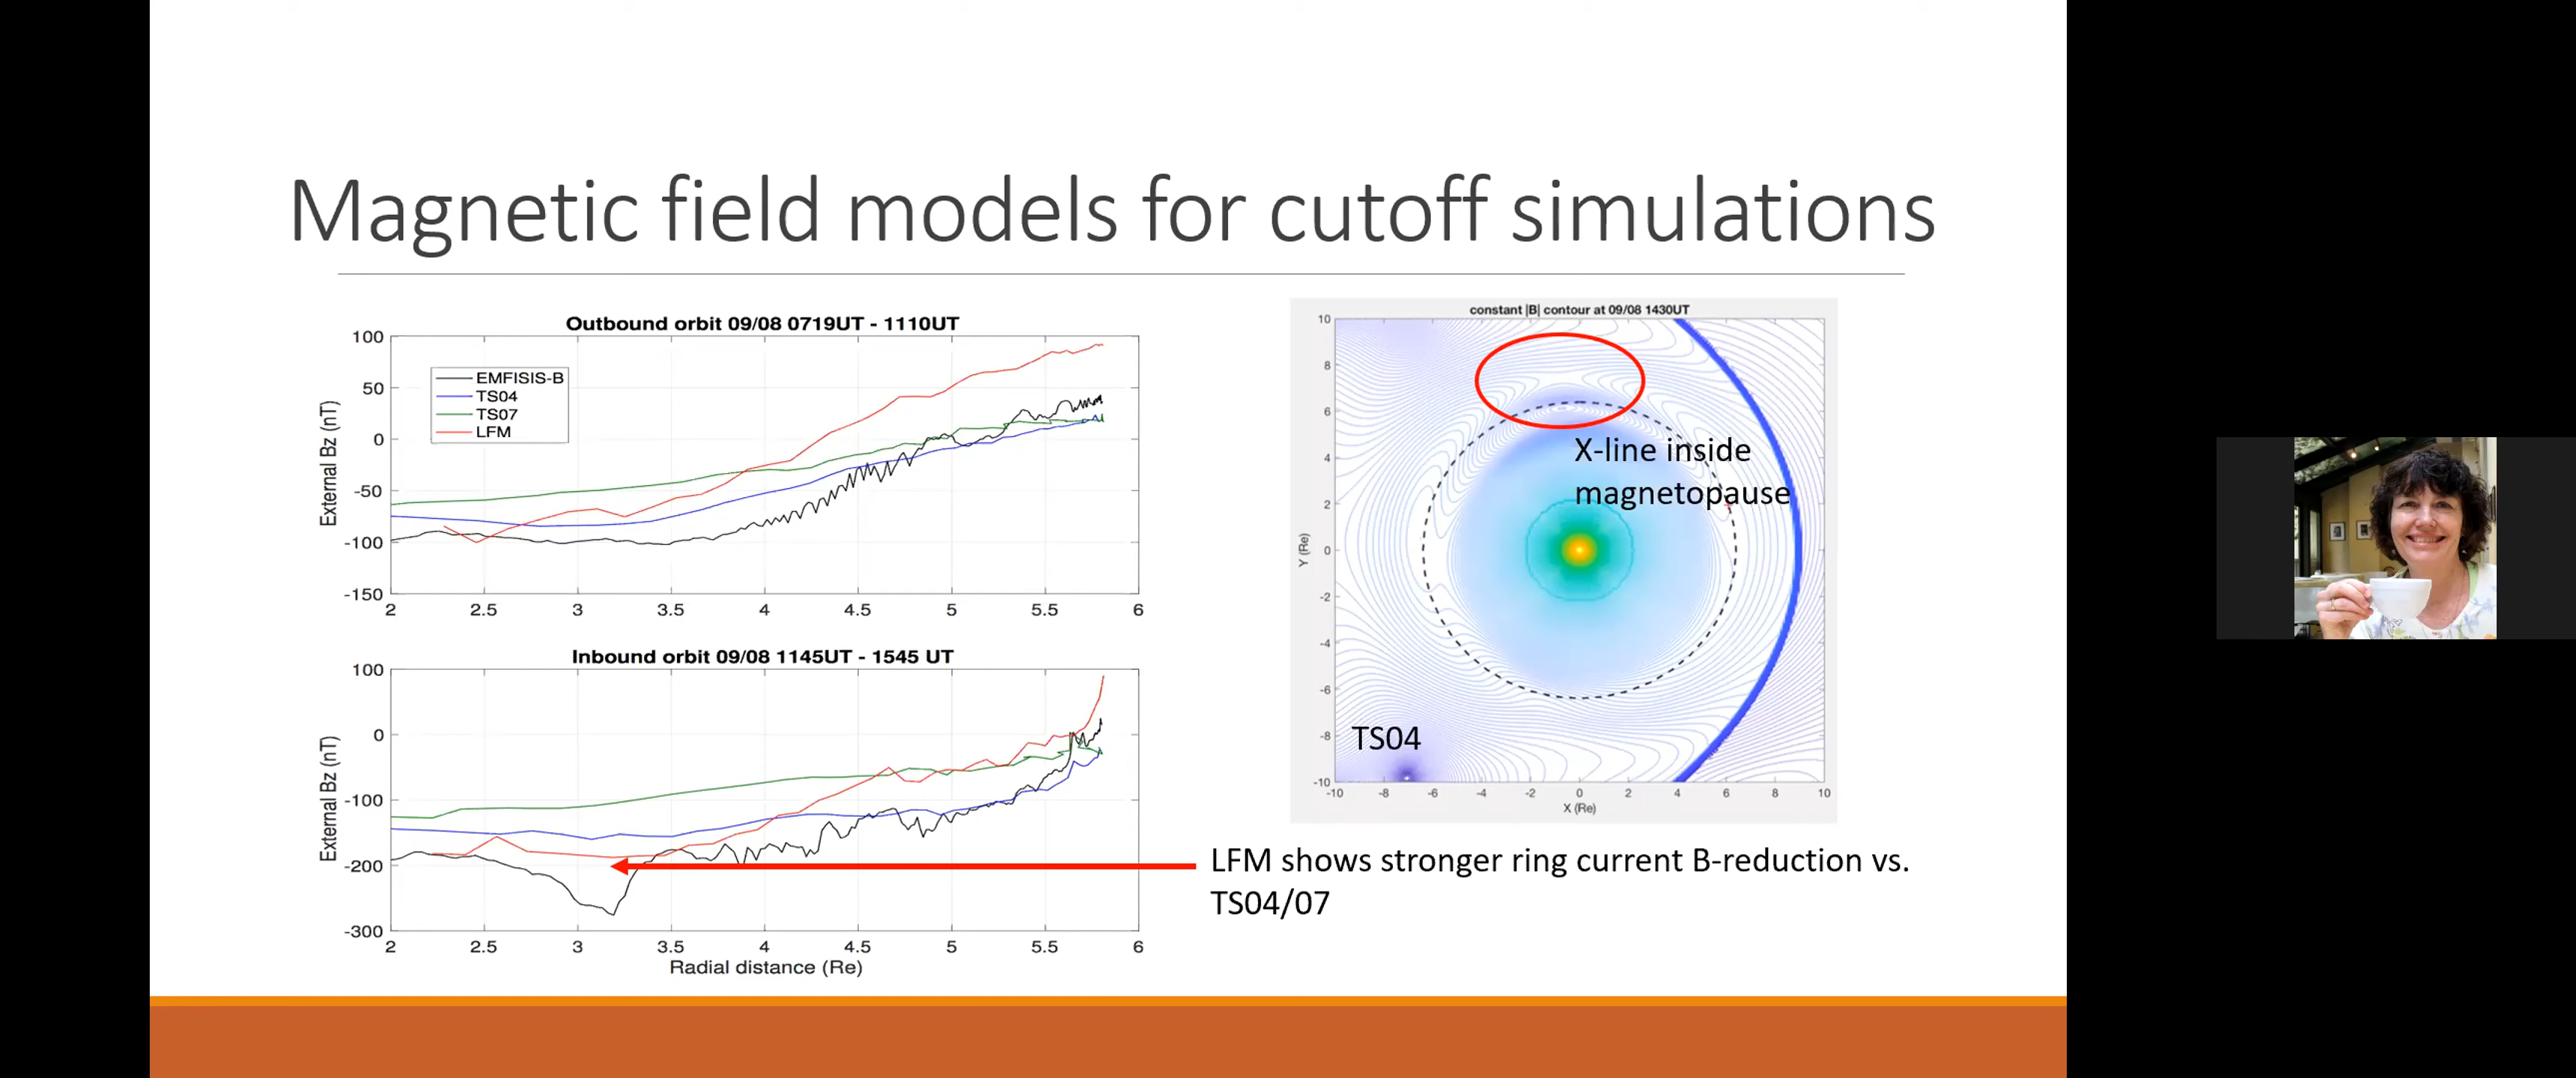 Magnetic field models for cutoff simulations
Outbound orbit 09/08 0719UT - 1110UT
External Bz (nT)
100
50
0
-50
-100
-150
EMFISIS-B
TS04
TS07
LFM
2 2.5 3 3.5 4 4.5 5 5.5 6
Inbound orbit 09/08 1145UT - 1545 UT
External Bz (nT)
100
0
-100
-200
-300
2 2.5 3 3.5 4 4.5 5 5.5 6
Radial distance (Re)
constant |B| contour at 09/08 1430UT
Y (Re)
10
8
6
4
2
0
-2
-4
-6
-8
-10
X-line inside
magnetopause
TS04
-10 -8 -6 -4 -2 0 2 4 6 8 10
X (Re)
LFM shows stronger ring current B-reduction vs.
TS04/07